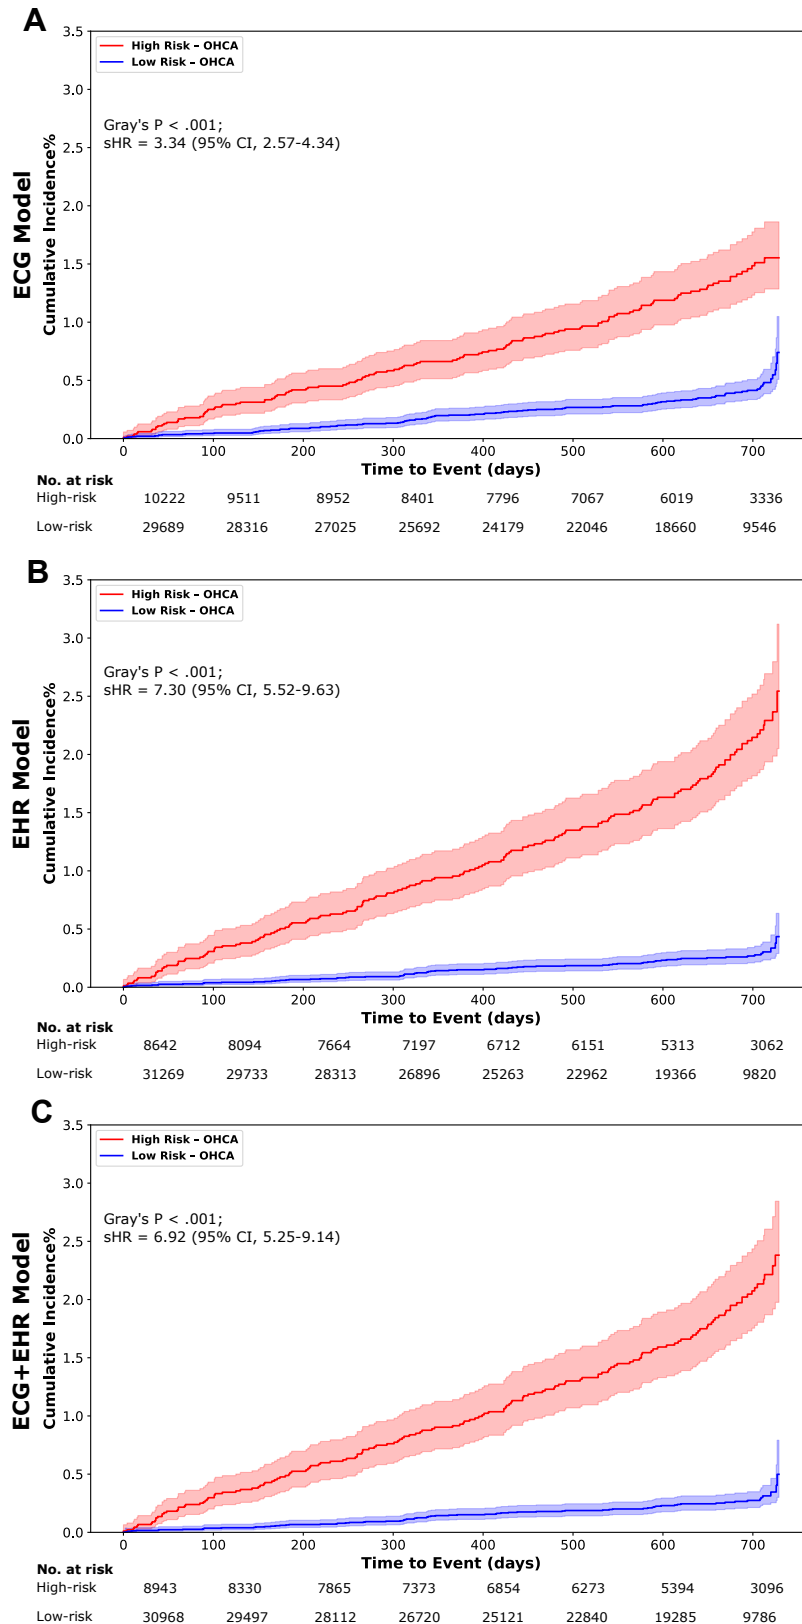 A
3.5
High Risk – OHCA
Low Risk – OHCA
3.0
Gray's P < .001;
sHR = 3.34 (95% CI, 2.57-4.34)
2.5
2.0
1.5
1.0
0.5
0.0
ECG Model
Cumulative Incidence%
0 100 200 300 400 500 600 700
Time to Event (days)
No. at risk
High-risk 10222 9511 8952 8401 7796 7067 6019 3336
Low-risk 29689 28316 27025 25692 24179 22046 18660 9546
B
3.5
High Risk – OHCA
Low Risk – OHCA
3.0
Gray's P < .001;
sHR = 7.30 (95% CI, 5.52-9.63)
2.5
2.0
1.5
1.0
0.5
0.0
EHR Model
Cumulative Incidence%
0 100 200 300 400 500 600 700
Time to Event (days)
No. at risk
High-risk 8642 8094 7664 7197 6712 6151 5313 3062
Low-risk 31269 29733 28313 26896 25263 22962 19366 9820
C
3.5
High Risk – OHCA
Low Risk – OHCA
3.0
Gray's P < .001;
sHR = 6.92 (95% CI, 5.25-9.14)
2.5
2.0
1.5
1.0
0.5
0.0
ECG+EHR Model
Cumulative Incidence%
0 100 200 300 400 500 600 700
Time to Event (days)
No. at risk
High-risk 8943 8330 7865 7373 6854 6273 5394 3096
Low-risk 30968 29497 28112 26720 25121 22840 19285 9786